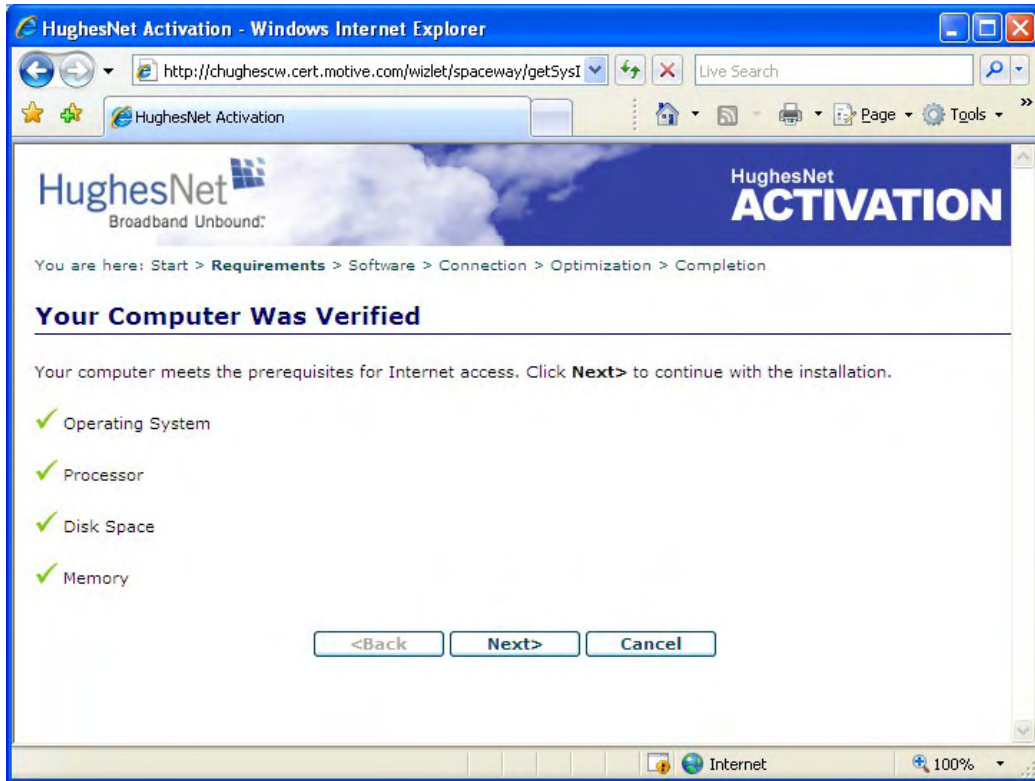 HughesNet Activation - Windows Internet Explorer
http://chughescw.cert.motive.com/wizlet/spaceway/getSysI
Live Search
HughesNet Activation
Page
Tools
»
HughesNet
Broadband Unbound.™
HughesNet
ACTIVATION
You are here: Start > Requirements > Software > Connection > Optimization > Completion
Your Computer Was Verified
Your computer meets the prerequisites for Internet access. Click Next> to continue with the installation.
Operating System
Processor
Disk Space
Memory
<Back Next> Cancel
Internet
100%